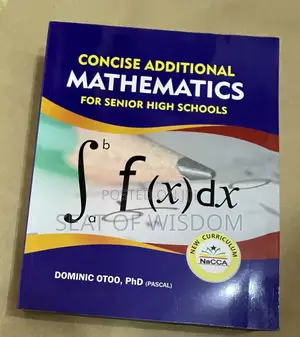 CONCISE ADDITIONAL
MATHEMATICS
FOR SENIOR HIGH SCHOOLS
∫ₐᵇ f(x)dx
POSTED
SEAT OF WISDOM
NEW CURRICULUM
NaCCA
DOMINIC OTOO, PhD (PASCAL)